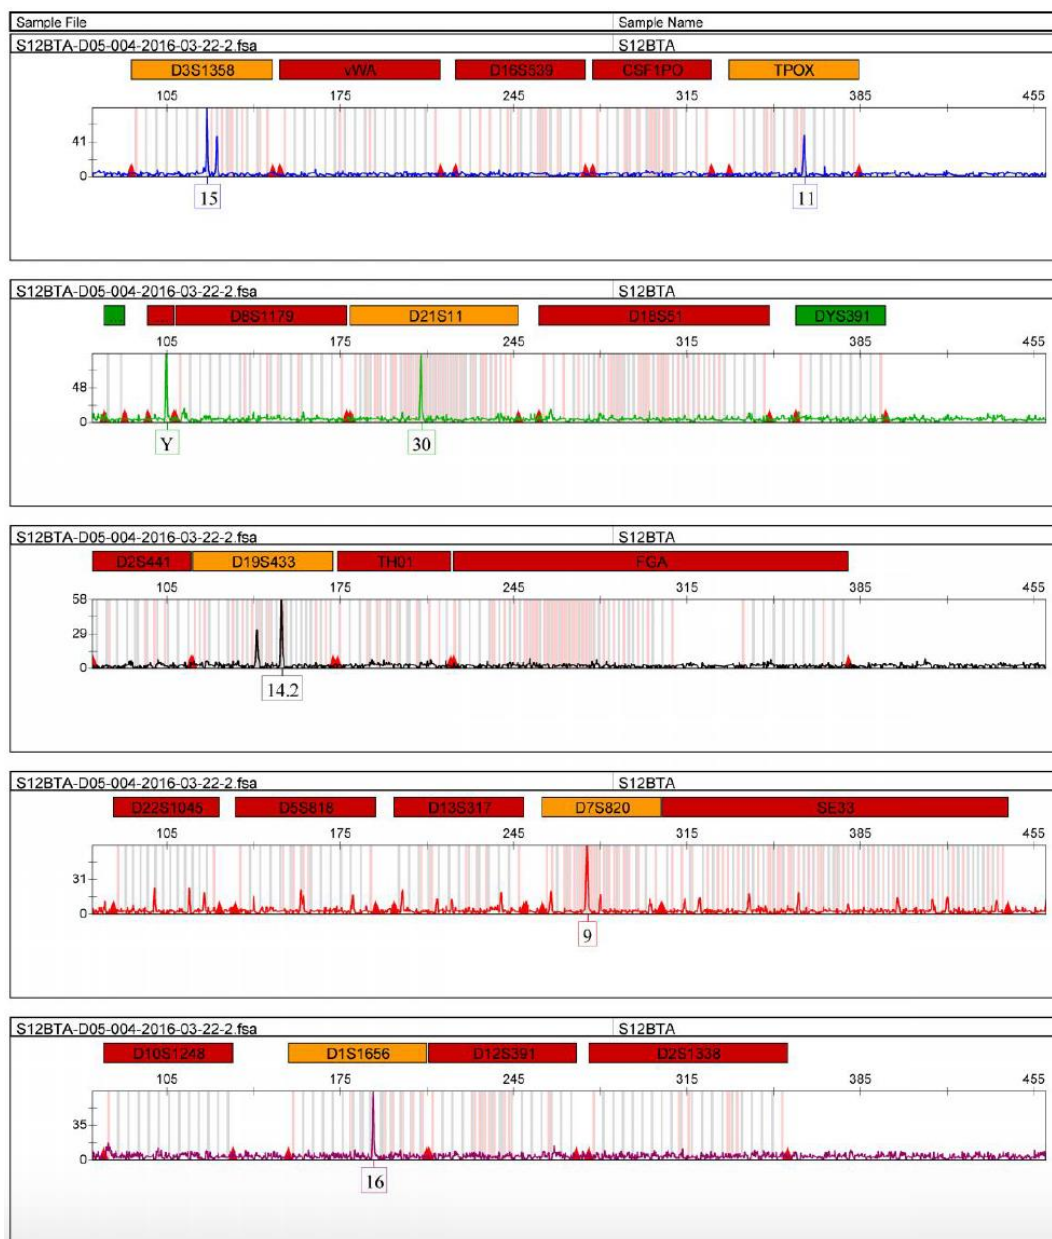 Sample File Sample Name
S12BTA-D05-004-2016-03-22-2.fsa S12BTA
D3S1358 vWA D16S539 CSF1PO TPOX
105 175 245 315 385 455
41
0
15 11
S12BTA-D05-004-2016-03-22-2.fsa S12BTA
D8S1179 D21S11 D18S51 DYS391
105 175 245 315 385 455
48
0
Y 30
S12BTA-D05-004-2016-03-22-2.fsa S12BTA
D2S441 D19S433 TH01 FGA
105 175 245 315 385 455
58
29
0
14.2
S12BTA-D05-004-2016-03-22-2.fsa S12BTA
D22S1045 D5S818 D13S317 D7S820 SE33
105 175 245 315 385 455
31
0
9
S12BTA-D05-004-2016-03-22-2.fsa S12BTA
D10S1248 D1S1656 D12S391 D2S1338
105 175 245 315 385 455
35
0
16